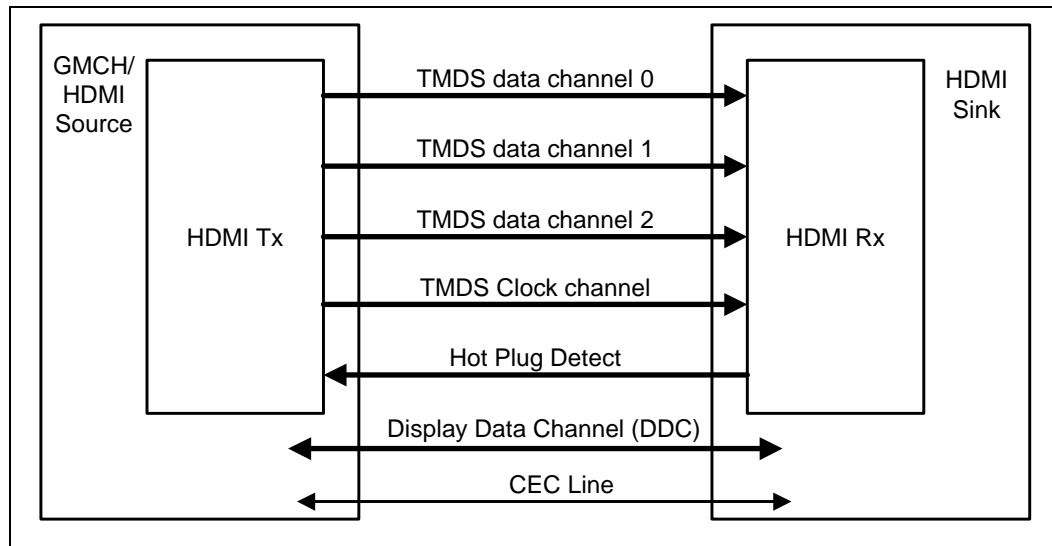 GMCH/
HDMI
Source
HDMI Tx
TMDS data channel 0
TMDS data channel 1
TMDS data channel 2
TMDS Clock channel
Hot Plug Detect
Display Data Channel (DDC)
CEC Line
HDMI Rx
HDMI
Sink